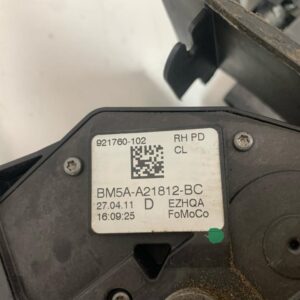 921760-102 RH PD
CL
BM5A-A21812-BC
27.04.11 D EZHQA
16:09:25 FoMoCo